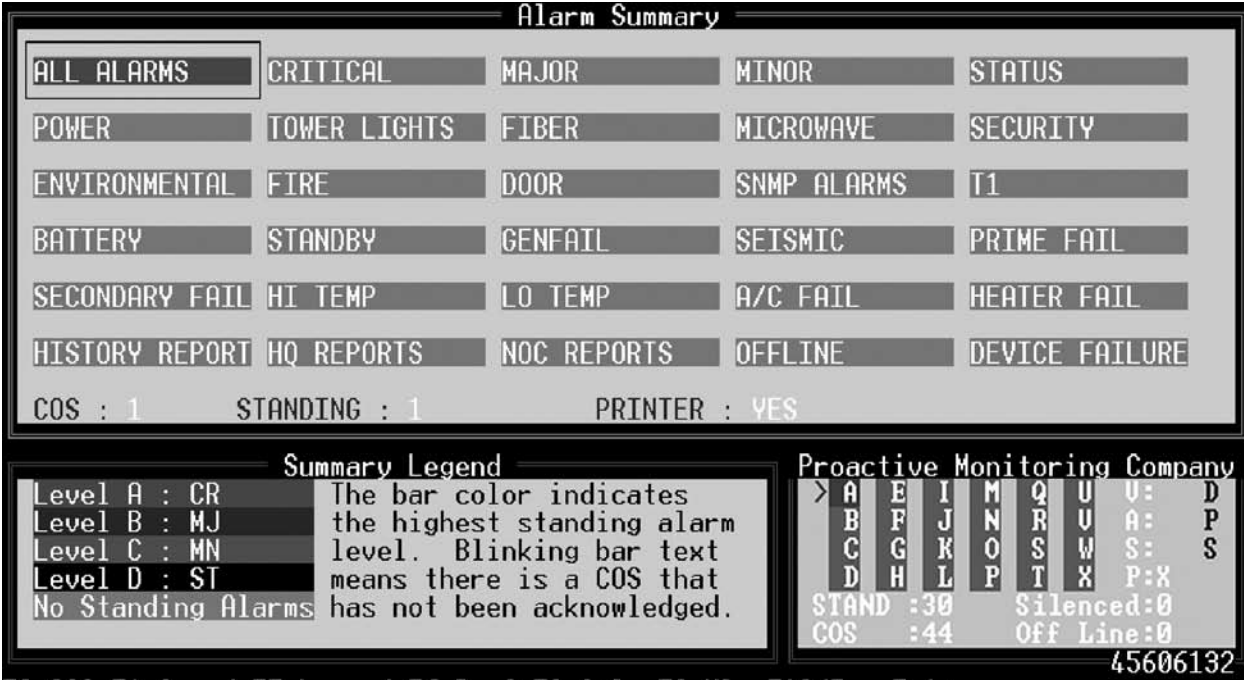 Alarm Summary
ALL ALARMS CRITICAL MAJOR MINOR STATUS
POWER TOWER LIGHTS FIBER MICROWAVE SECURITY
ENVIRONMENTAL FIRE DOOR SNMP ALARMS T1
BATTERY STANDBY GENFAIL SEISMIC PRIME FAIL
SECONDARY FAIL HI TEMP LO TEMP A/C FAIL HEATER FAIL
HISTORY REPORT HQ REPORTS NOC REPORTS OFFLINE DEVICE FAILURE
COS : 1 STANDING : 1 PRINTER : YES
Summary Legend
Level A : CR The bar color indicates
Level B : MJ the highest standing alarm
Level C : MN level. Blinking bar text
Level D : ST means there is a COS that
No Standing Alarms has not been acknowledged.
Proactive Monitoring Company
> A E I M Q U U: D
B F J N R V A: P
C G K O S W S: S
D H L P T X P:X
STAND :30 Silenced:0
COS :44 Off Line:0
45606132